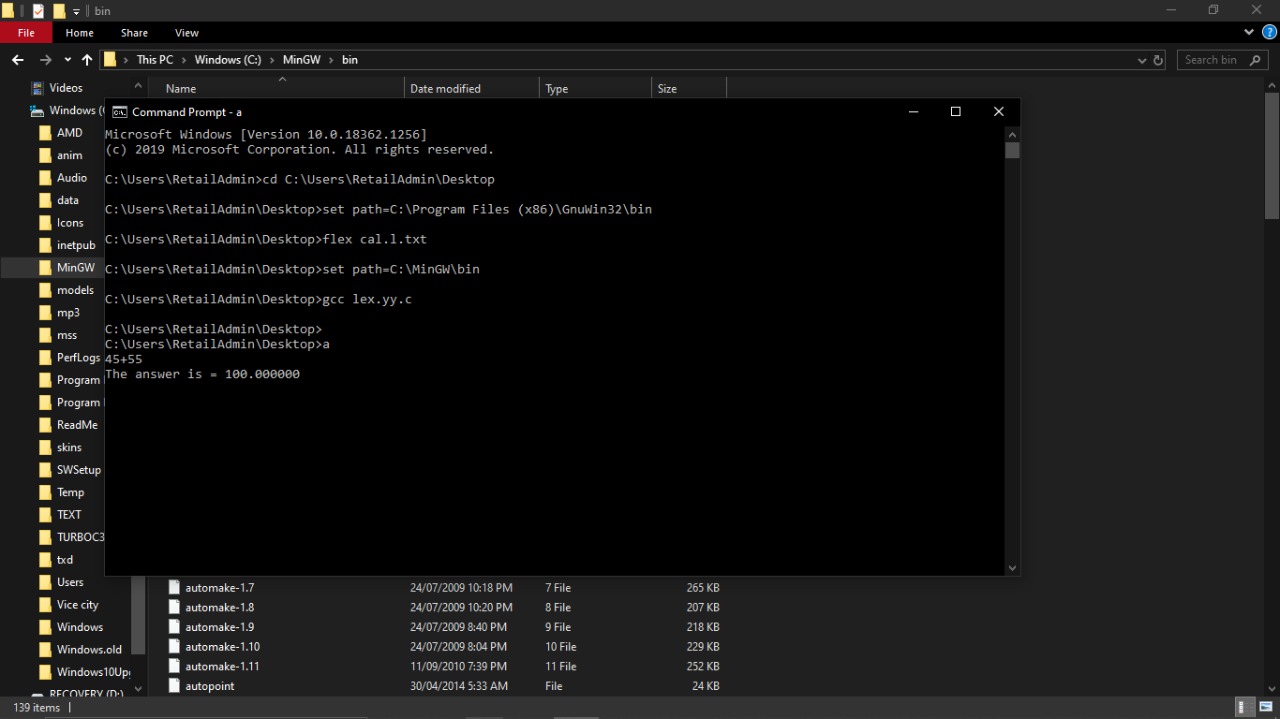 bin
File Home Share View
This PC > Windows (C:) > MinGW > bin
Search bin
Name Date modified Type Size
Videos
Windows (
AMD
anim
Audio
data
Icons
inetpub
MinGW
models
mp3
mss
PerfLogs
Program
Program
ReadMe
skins
SWSetup
Temp
TEXT
TURBOC3
txd
Users
Vice city
Windows
Windows.old
Windows10Upg
RECOVERY (D:)
Command Prompt - a
Microsoft Windows [Version 10.0.18362.1256]
(c) 2019 Microsoft Corporation. All rights reserved.
C:\Users\RetailAdmin>cd C:\Users\RetailAdmin\Desktop
C:\Users\RetailAdmin\Desktop>set path=C:\Program Files (x86)\GnuWin32\bin
C:\Users\RetailAdmin\Desktop>flex cal.l.txt
C:\Users\RetailAdmin\Desktop>set path=C:\MinGW\bin
C:\Users\RetailAdmin\Desktop>gcc lex.yy.c
C:\Users\RetailAdmin\Desktop>
C:\Users\RetailAdmin\Desktop>a
45+55
The answer is = 100.000000
automake-1.7 24/07/2009 10:18 PM 7 File 265 KB
automake-1.8 24/07/2009 10:20 PM 8 File 207 KB
automake-1.9 24/07/2009 8:40 PM 9 File 218 KB
automake-1.10 24/07/2009 8:04 PM 10 File 229 KB
automake-1.11 11/09/2010 7:39 PM 11 File 252 KB
autopoint 30/04/2014 5:33 AM File 24 KB
139 items